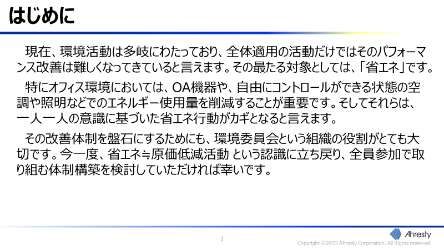 はじめに
現在、環境活動は多岐にわたっており、全体適用の活動だけではそのパフォーマ
ンス改善は難しくなってきていると言えます。その最たる対象としては、「省エネ」です。
特にオフィス環境においては、OA機器や、自由にコントロールができる状態の空
調や照明などでのエネルギー使用量を削減することが重要です。そしてそれらは、
一人一人の意識に基づいた省エネ行動がカギとなると言えます。
その改善体制を盤石にするためにも、環境委員会という組織の役割がとても大
切です。今一度、省エネ≒原価低減活動 という認識に立ち戻り、全員参加で取
り組む体制構築を検討していただければ幸いです。
Ahresty
Copyright ©2023 Ahresty Corporation. All Rights reserved.